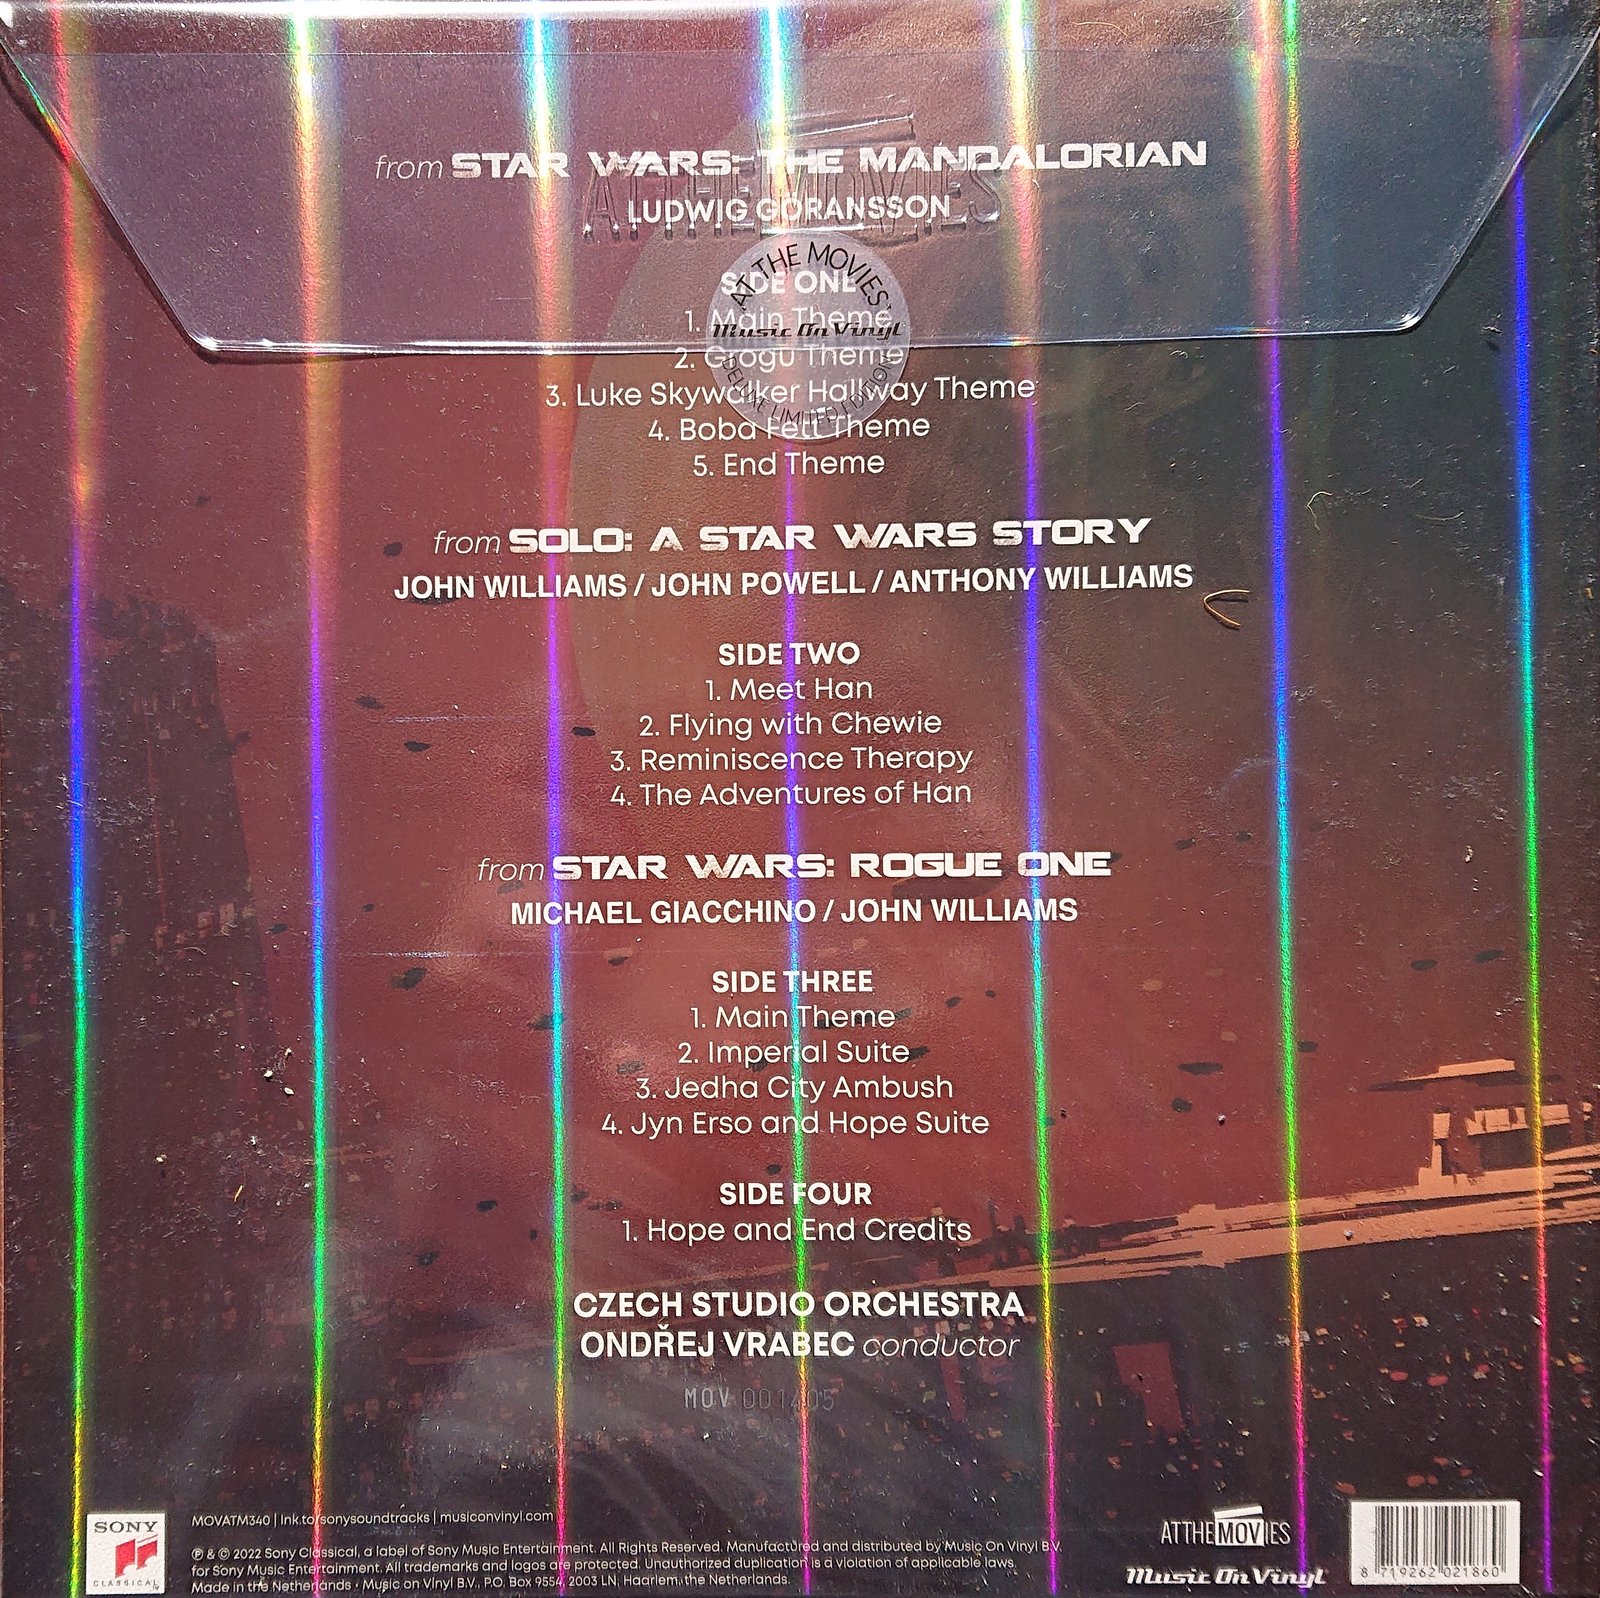 from STAR WARS: THE MANDALORIAN
ATTHEMOVIES
LUDWIG GÖRANSSON
AT THE MOVIES
Music On Vinyl
DELUXE LIMITED EDITION
SIDE ONE
1. Main Theme
2. Grogu Theme
3. Luke Skywalker Hallway Theme
4. Boba Fett Theme
5. End Theme
from SOLO: A STAR WARS STORY
JOHN WILLIAMS / JOHN POWELL / ANTHONY WILLIAMS
SIDE TWO
1. Meet Han
2. Flying with Chewie
3. Reminiscence Therapy
4. The Adventures of Han
from STAR WARS: ROGUE ONE
MICHAEL GIACCHINO / JOHN WILLIAMS
SIDE THREE
1. Main Theme
2. Imperial Suite
3. Jedha City Ambush
4. Jyn Erso and Hope Suite
SIDE FOUR
1. Hope and End Credits
CZECH STUDIO ORCHESTRA
ONDŘEJ VRABEC conductor
MOV 001405
SONY
CLASSICAL
MOVATM340 | lnk.to/sonysoundtracks | musiconvinyl.com
℗ & © 2022 Sony Classical, a label of Sony Music Entertainment. All Rights Reserved. Manufactured and distributed by Music On Vinyl B.V.
for Sony Music Entertainment. All trademarks and logos are protected. Unauthorized duplication is a violation of applicable laws.
Made in the Netherlands • Music on Vinyl B.V., P.O. Box 9554, 2003 LN, Haarlem, the Netherlands.
ATTHEMOVIES
Music On Vinyl
8 719262 021860